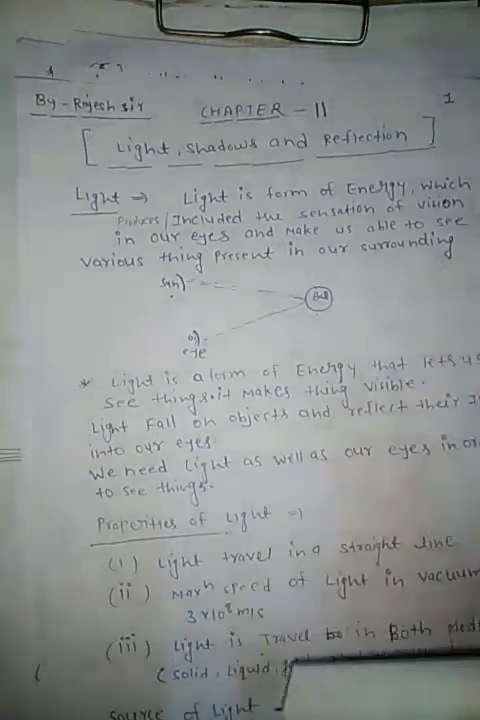 By - Rajesh sir
CHAPTER - 11
1
[ Light, shadows and Reflection ]
Light ⇒ Light is form of Energy, which
Produces/Included the sensation of vision
in our eyes and make us able to see
various thing present in our surrounding
sun
Ball
eye
* Light is a form of Energy that lets us
see things. it makes thing visible.
Light Fall on objects and reflect their
into our eyes
We need Light as well as our eyes in or
to see things.
Properities of Light ⇒
(i) Light travel in a straight line
(ii) Maxm speed of Light in vacuum
3 x 10⁸ m/s
(iii) Light is Travel in Both
(solid, Liquid,
source of Light